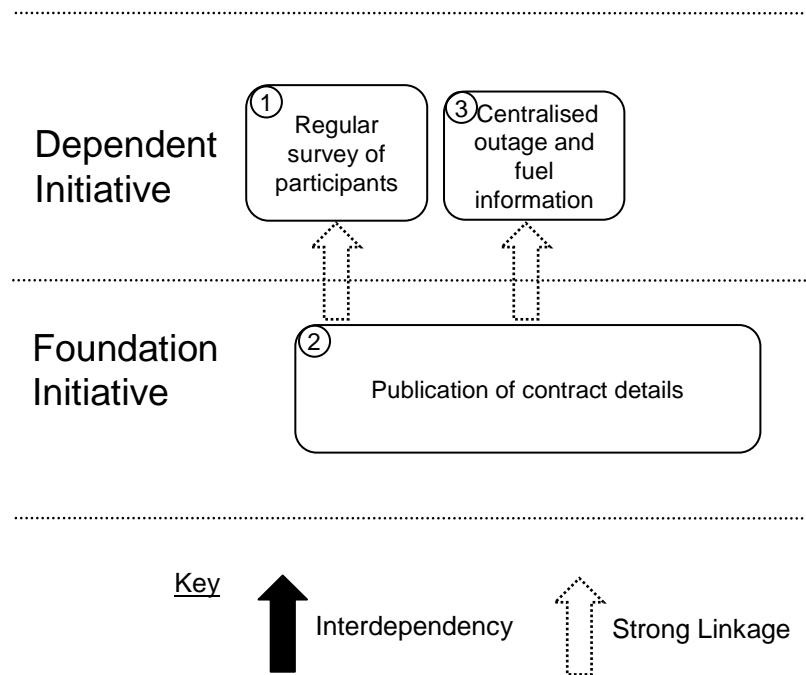 Dependent
Initiative
1
Regular
survey of
participants
3
Centralised
outage and
fuel
information
Foundation
Initiative
2
Publication of contract details
Key
Interdependency
Strong Linkage